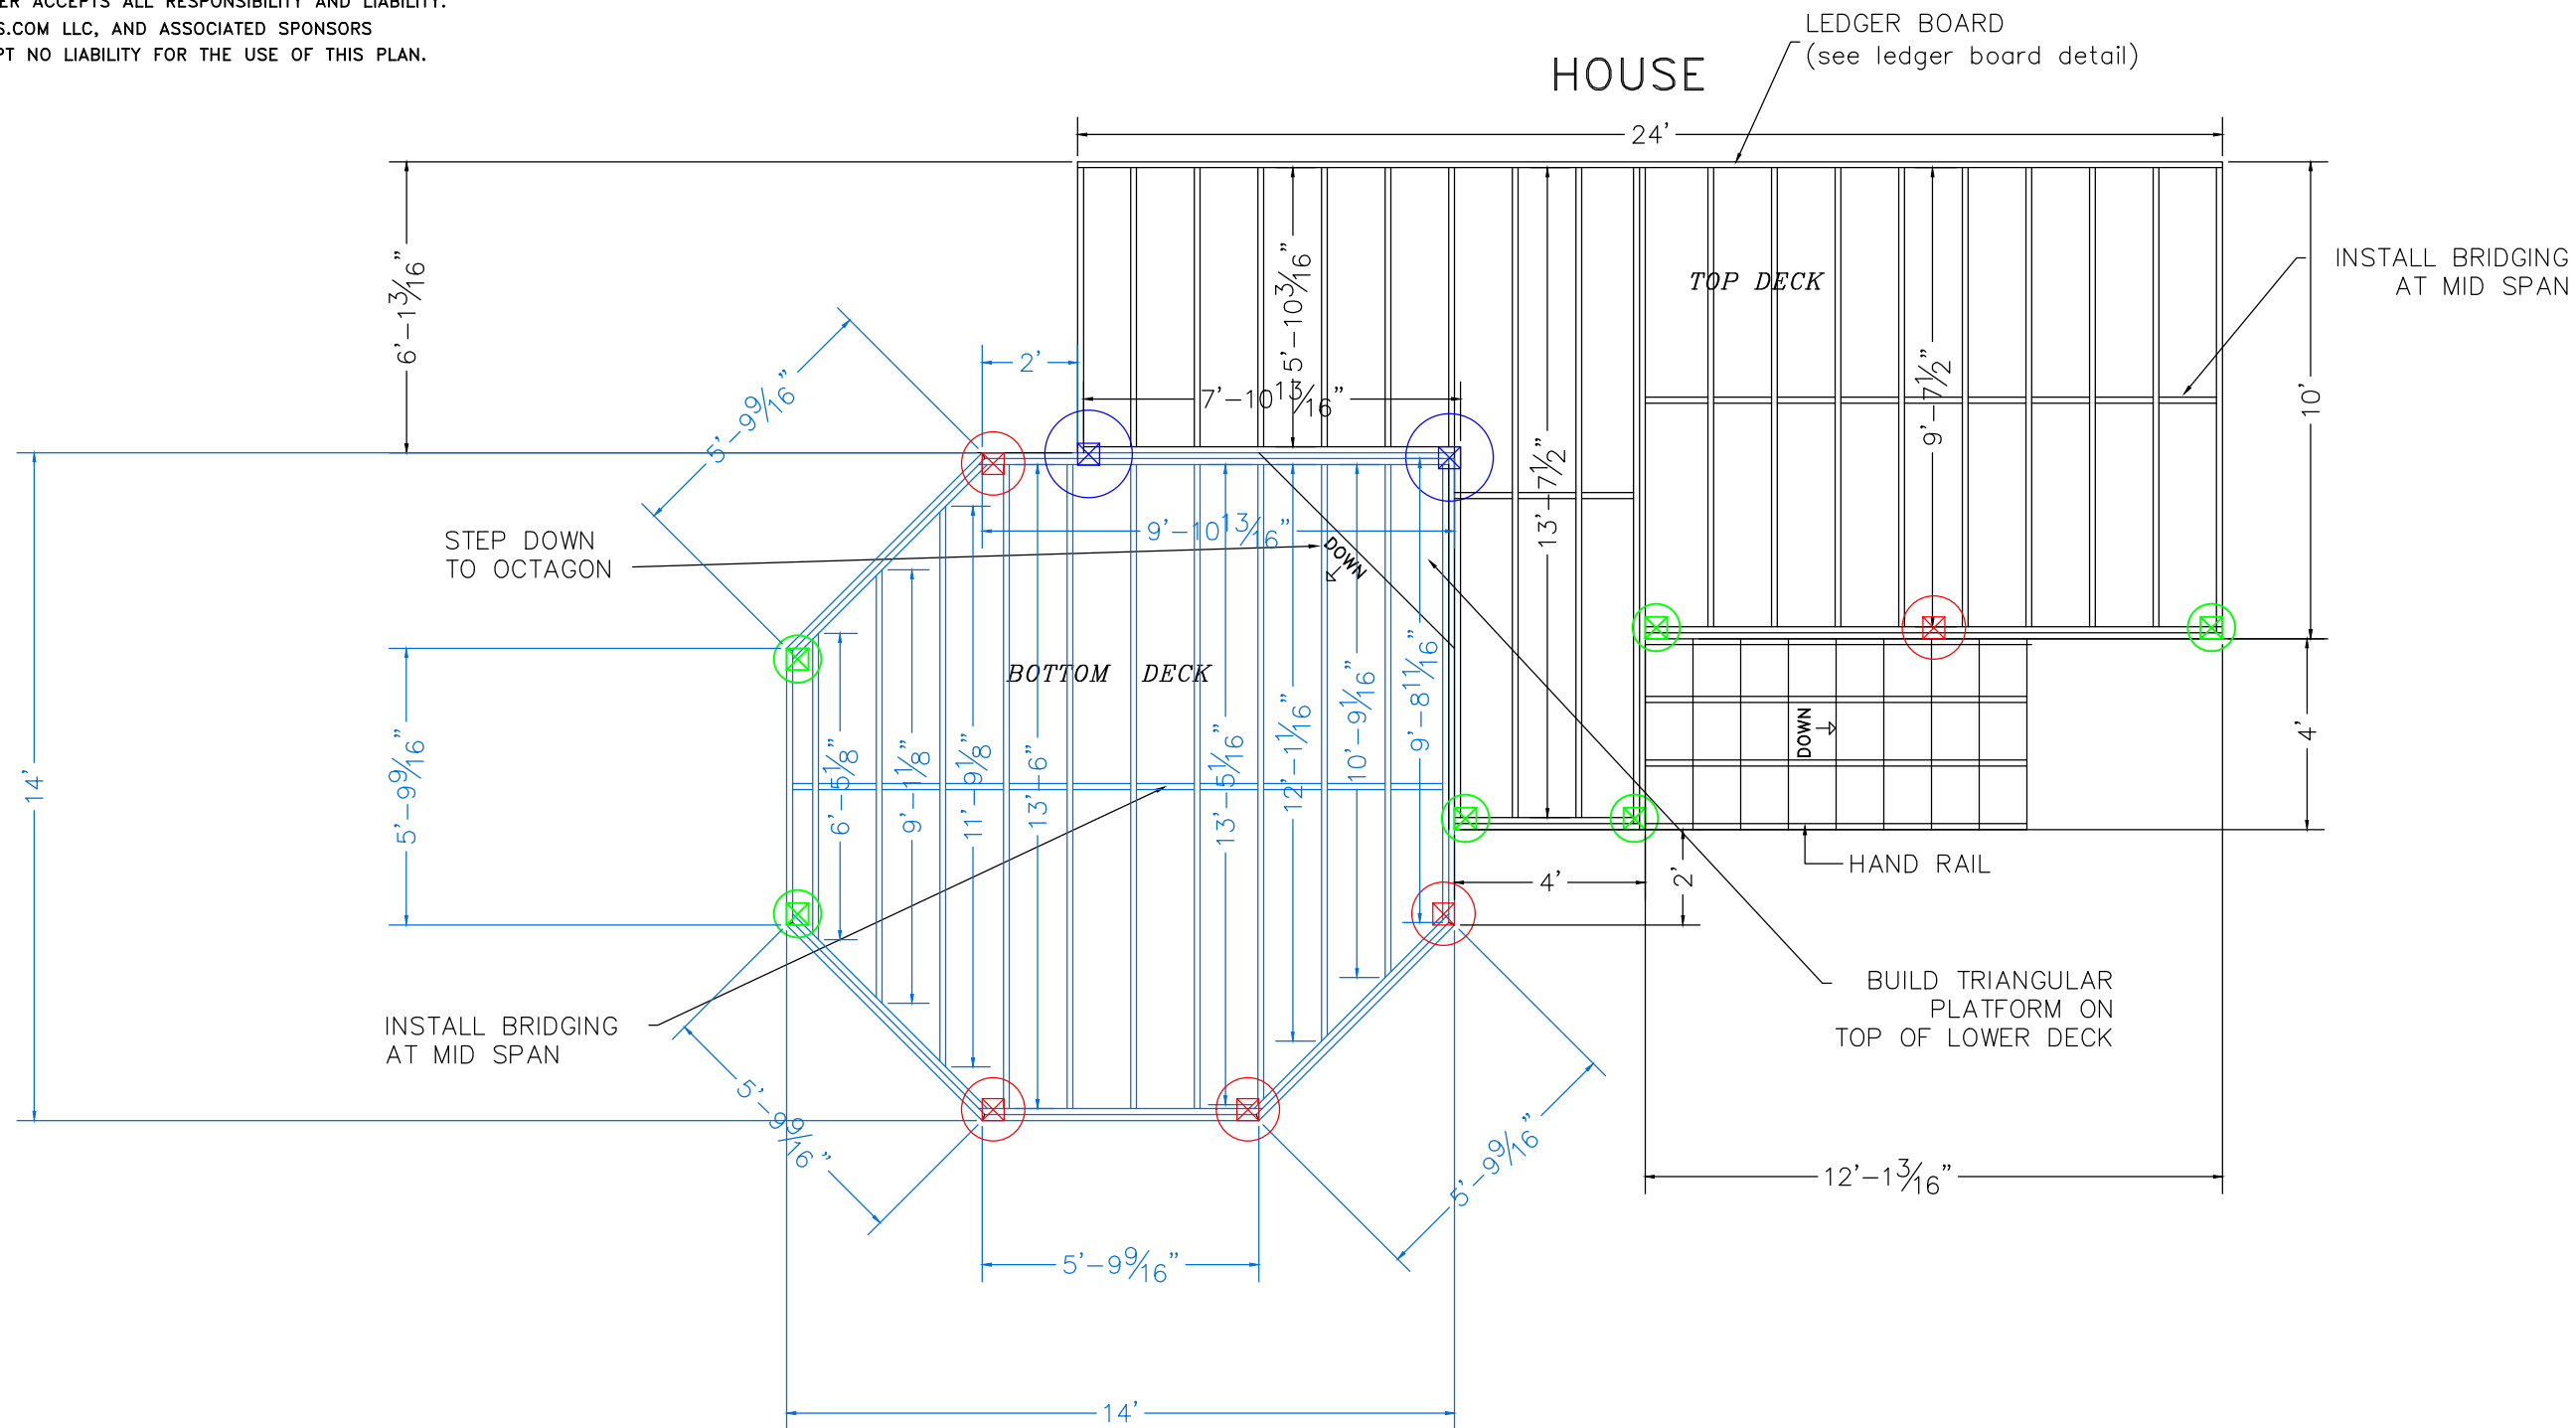 ER ACCEPTS ALL RESPONSIBILITY AND LIABILITY.
S.COM LLC, AND ASSOCIATED SPONSORS
PT NO LIABILITY FOR THE USE OF THIS PLAN.
LEDGER BOARD
(see ledger board detail)
HOUSE
24'
6'-1 3/16"
5'-10 3/16"
TOP DECK
INSTALL BRIDGING
AT MID SPAN
2'
7'-10 13/16"
9'-7 1/2"
10'
5'-9 9/16"
13'-7 1/2"
STEP DOWN
TO OCTAGON
9'-10 13/16"
DOWN
BOTTOM DECK
9'-8 11/16"
10'-9 1/16"
12'-1 1/16"
13'-5 1/16"
13'-6"
11'-9 1/8"
9'-1 1/8"
6'-5 1/8"
5'-9 9/16"
14'
DOWN
4'
HAND RAIL
4'
2'
BUILD TRIANGULAR
PLATFORM ON
TOP OF LOWER DECK
INSTALL BRIDGING
AT MID SPAN
5'-9 9/16"
5'-9 9/16"
12'-1 3/16"
5'-9 9/16"
14'